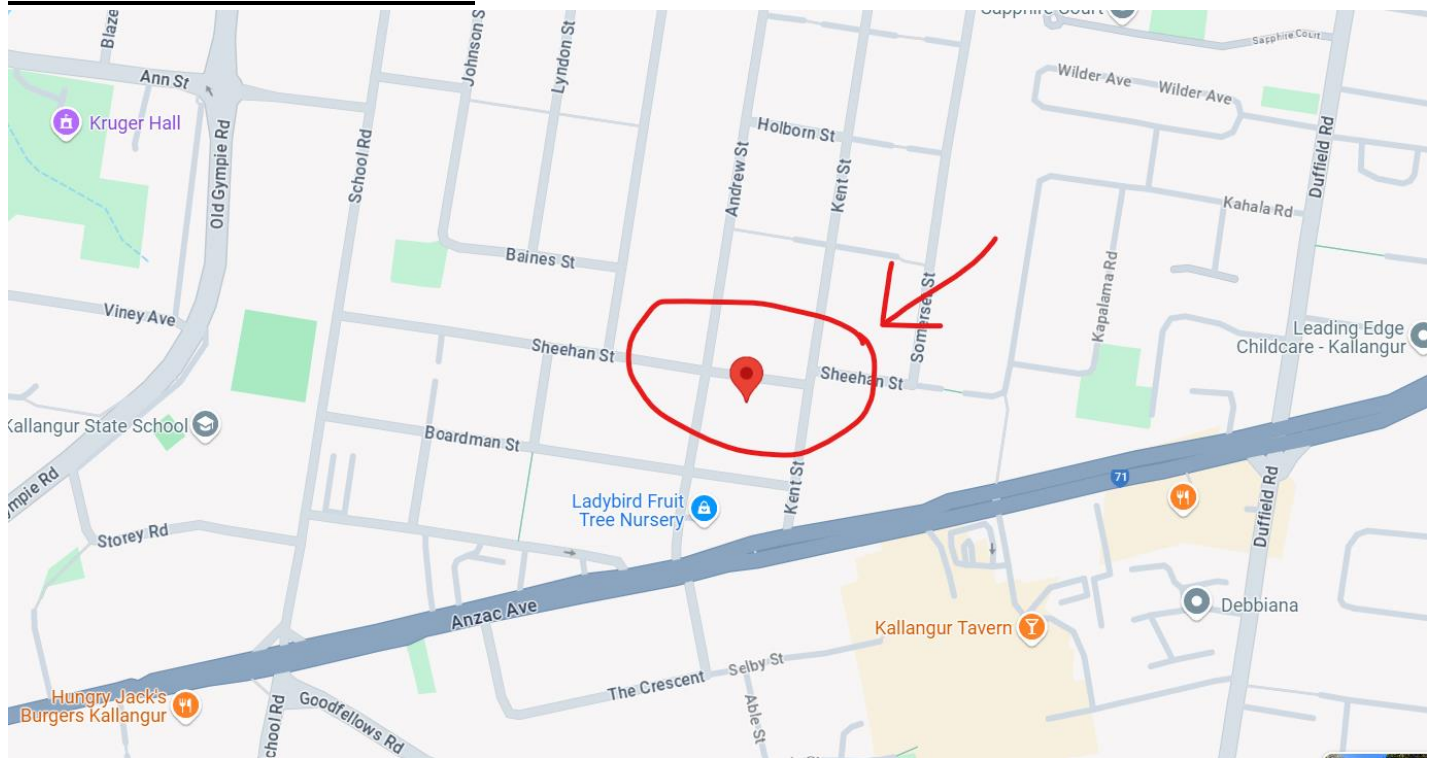 Sapphire Court
Blaze
Ann St
Johnson S
Lyndon St
Sapphire Court
Wilder Ave
Wilder Ave
Kruger Hall
Old Gympie Rd
School Rd
Holborn St
Andrew St
Kent St
Duffield Rd
Kahala Rd
Baines St
Kapalama Rd
Viney Ave
Somerset St
Sheehan St
Sheehan St
Leading Edge
Childcare - Kallangur
Kallangur State School
Boardman St
mpie Rd
Kent St
71
Ladybird Fruit
Tree Nursery
Duffield Rd
Storey Rd
Anzac Ave
Debbiana
Kallangur Tavern
Selby St
The Crescent
Hungry Jack's
Burgers Kallangur
Goodfellows Rd
chool Rd
Able St